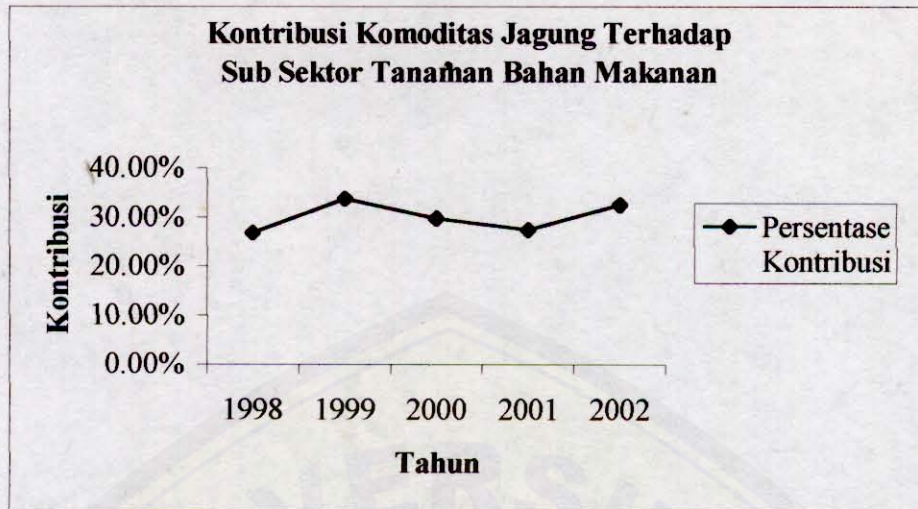 Kontribusi Komoditas Jagung Terhadap
Sub Sektor Tanaman Bahan Makanan
40.00%
30.00%
20.00%
10.00%
0.00%
Kontribusi
1998 1999 2000 2001 2002
Tahun
Persentase
Kontribusi